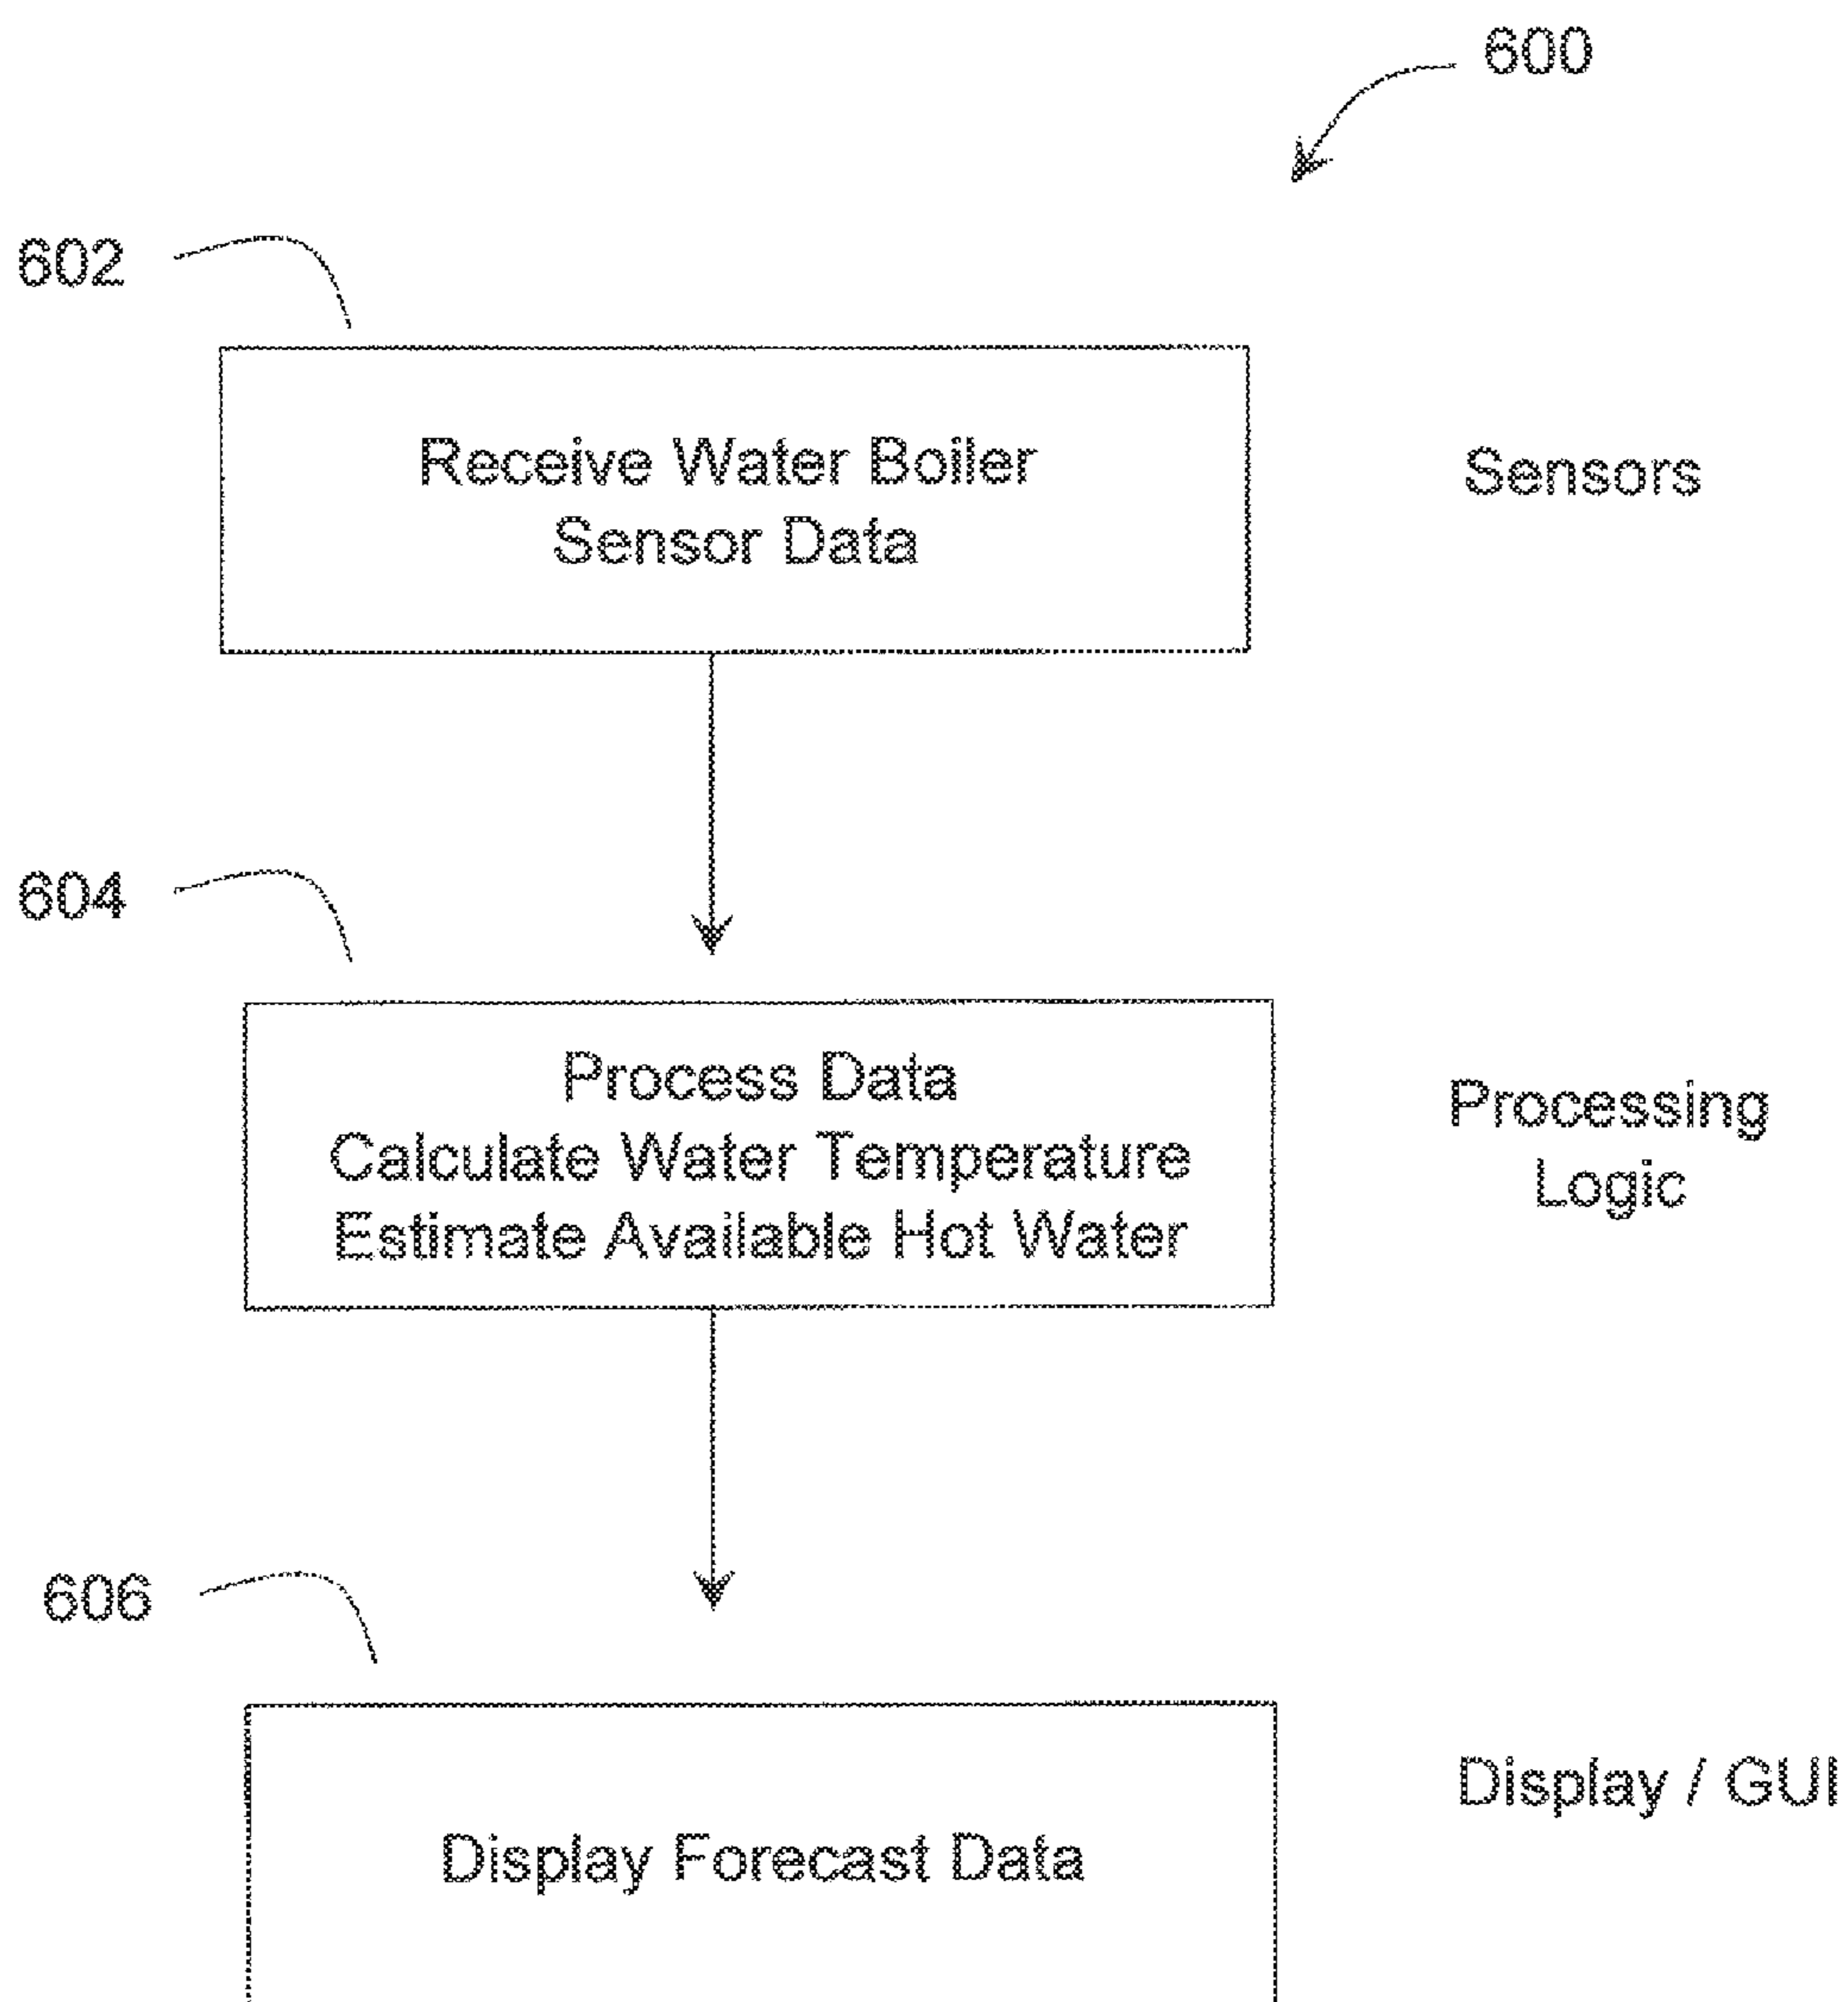 600
602
Receive Water Boiler
Sensor Data
Sensors
604
Process Data
Calculate Water Temperature
Estimate Available Hot Water
Processing
Logic
606
Display Forecast Data
Display / GUI